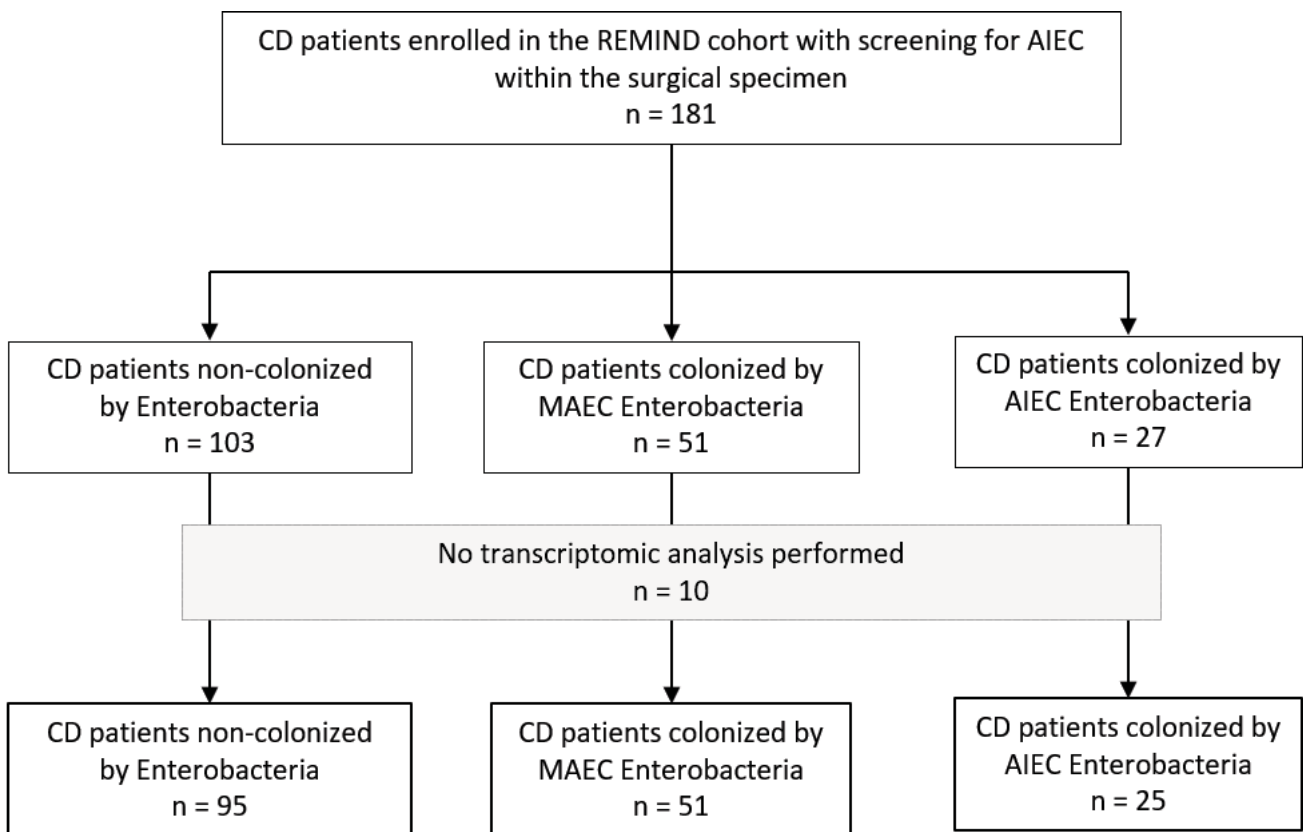 CD patients enrolled in the REMIND cohort with screening for AIEC
within the surgical specimen
n = 181
CD patients non-colonized
by Enterobacteria
n = 103
CD patients colonized by
MAEC Enterobacteria
n = 51
CD patients colonized by
AIEC Enterobacteria
n = 27
No transcriptomic analysis performed
n = 10
CD patients non-colonized
by Enterobacteria
n = 95
CD patients colonized by
MAEC Enterobacteria
n = 51
CD patients colonized by
AIEC Enterobacteria
n = 25